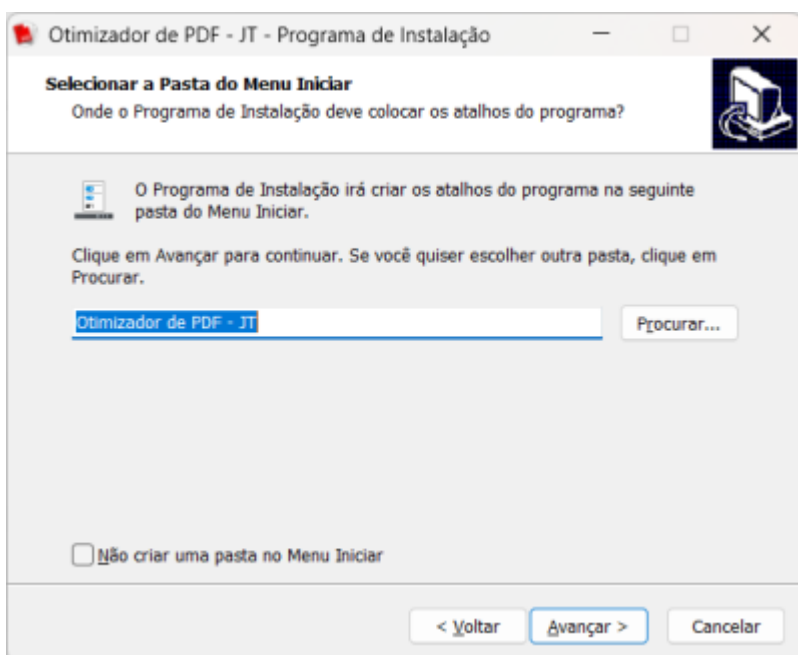 Otimizador de PDF - JT - Programa de Instalação
Selecionar a Pasta do Menu Iniciar
Onde o Programa de Instalação deve colocar os atalhos do programa?
O Programa de Instalação irá criar os atalhos do programa na seguinte
pasta do Menu Iniciar.
Clique em Avançar para continuar. Se você quiser escolher outra pasta, clique em
Procurar.
Otimizador de PDF - JT
Procurar...
Não criar uma pasta no Menu Iniciar
< Voltar
Avançar >
Cancelar